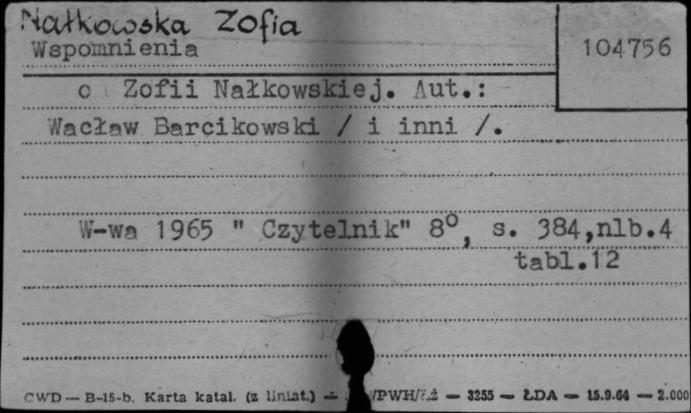 Nałkowska Zofia
Wspomnienia
104756
o Zofii Nałkowskiej. Aut.:
Wacław Barcikowski / i inni /.
W-wa 1965 " Czytelnik" 8°, s. 384,nlb.4
tabl.12
CWD — B-15-b. Karta katal. (z liniat.) — /PWH/ — 3255 — ŁDA — 15.9.64 — 2.000